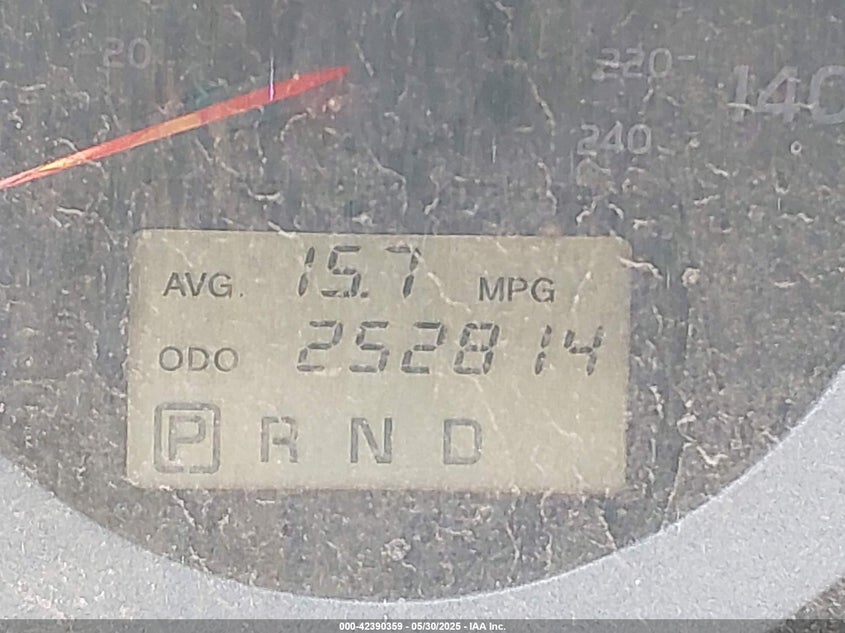 20
220
240
140
AVG. 15.7 MPG
ODO 252814
P R N D
000-42390359 - 05/30/2025 - IAA Inc.